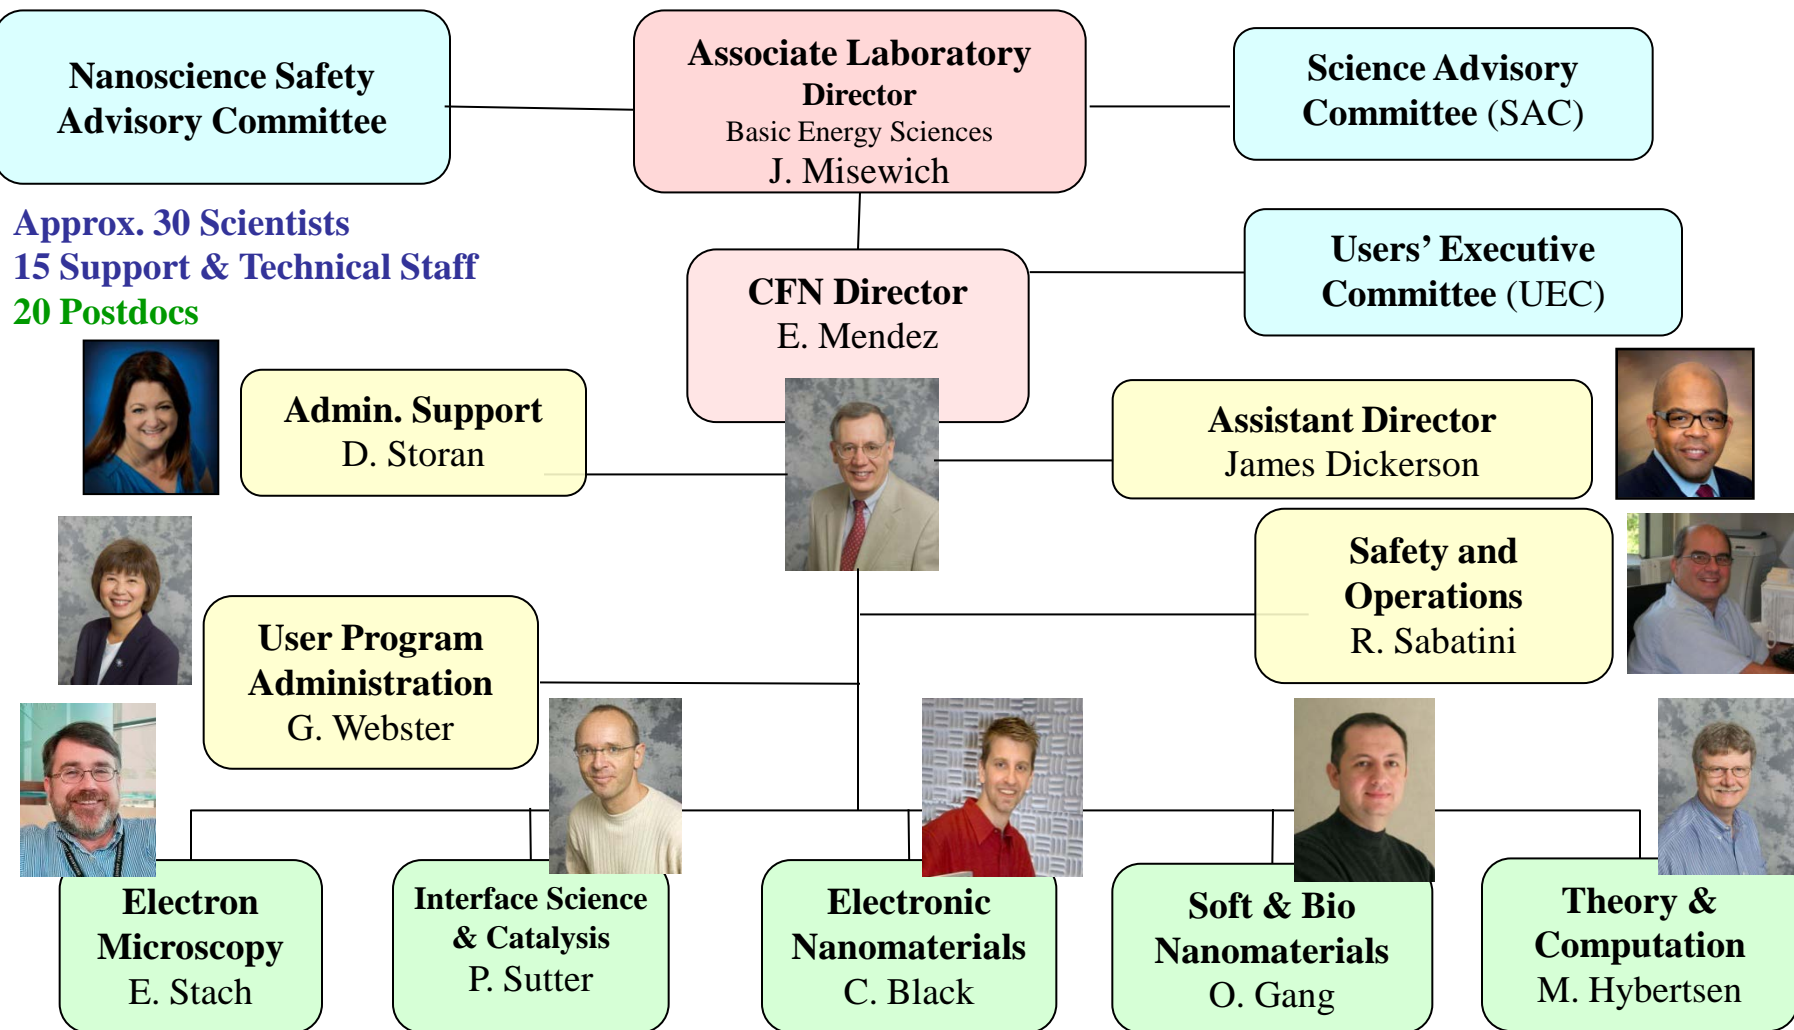 Nanoscience Safety
Advisory Committee
Associate Laboratory
Director
Basic Energy Sciences
J. Misewich
Science Advisory
Committee (SAC)
Approx. 30 Scientists
15 Support & Technical Staff
20 Postdocs
CFN Director
E. Mendez
Users’ Executive
Committee (UEC)
Admin. Support
D. Storan
Assistant Director
James Dickerson
Safety and
Operations
R. Sabatini
User Program
Administration
G. Webster
Electron
Microscopy
E. Stach
Interface Science
& Catalysis
P. Sutter
Electronic
Nanomaterials
C. Black
Soft & Bio
Nanomaterials
O. Gang
Theory &
Computation
M. Hybertsen